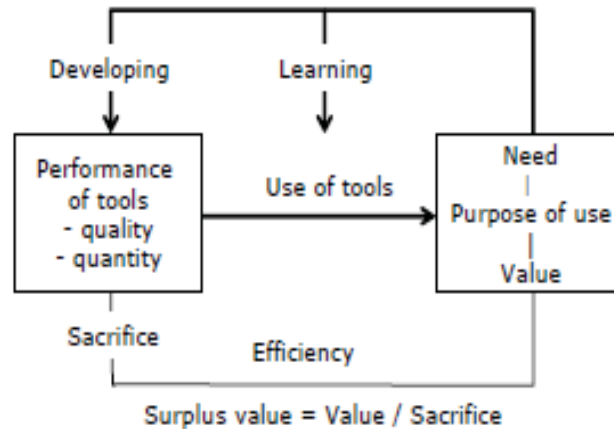 Developing
Learning
Performance
of tools
- quality
- quantity
Use of tools
Need
|
Purpose of use
|
Value
Sacrifice
Efficiency
Surplus value = Value / Sacrifice